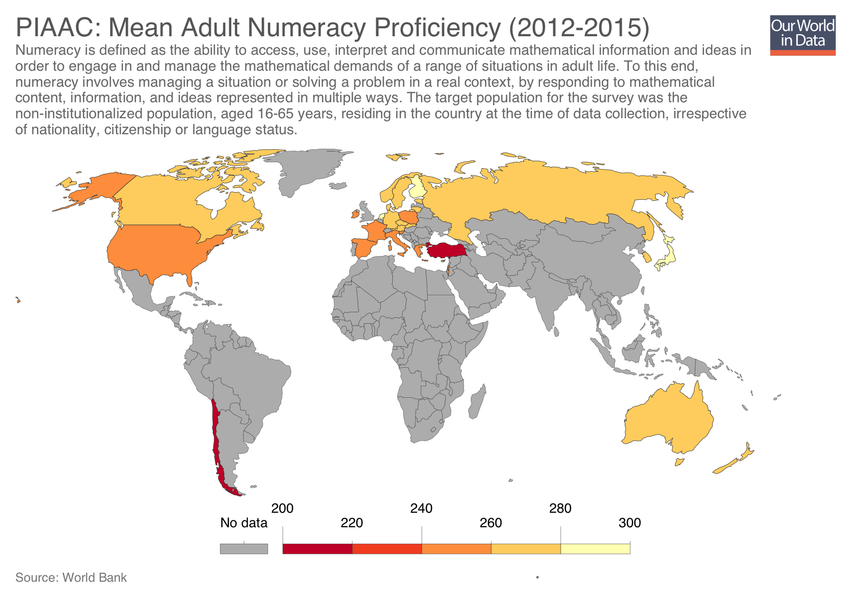 PIAAC: Mean Adult Numeracy Proficiency (2012-2015)
Our World
in Data
Numeracy is defined as the ability to access, use, interpret and communicate mathematical information and ideas in
order to engage in and manage the mathematical demands of a range of situations in adult life. To this end,
numeracy involves managing a situation or solving a problem in a real context, by responding to mathematical
content, information, and ideas represented in multiple ways. The target population for the survey was the
non-institutionalized population, aged 16-65 years, residing in the country at the time of data collection, irrespective
of nationality, citizenship or language status.
200 240 280
No data 220 260 300
Source: World Bank